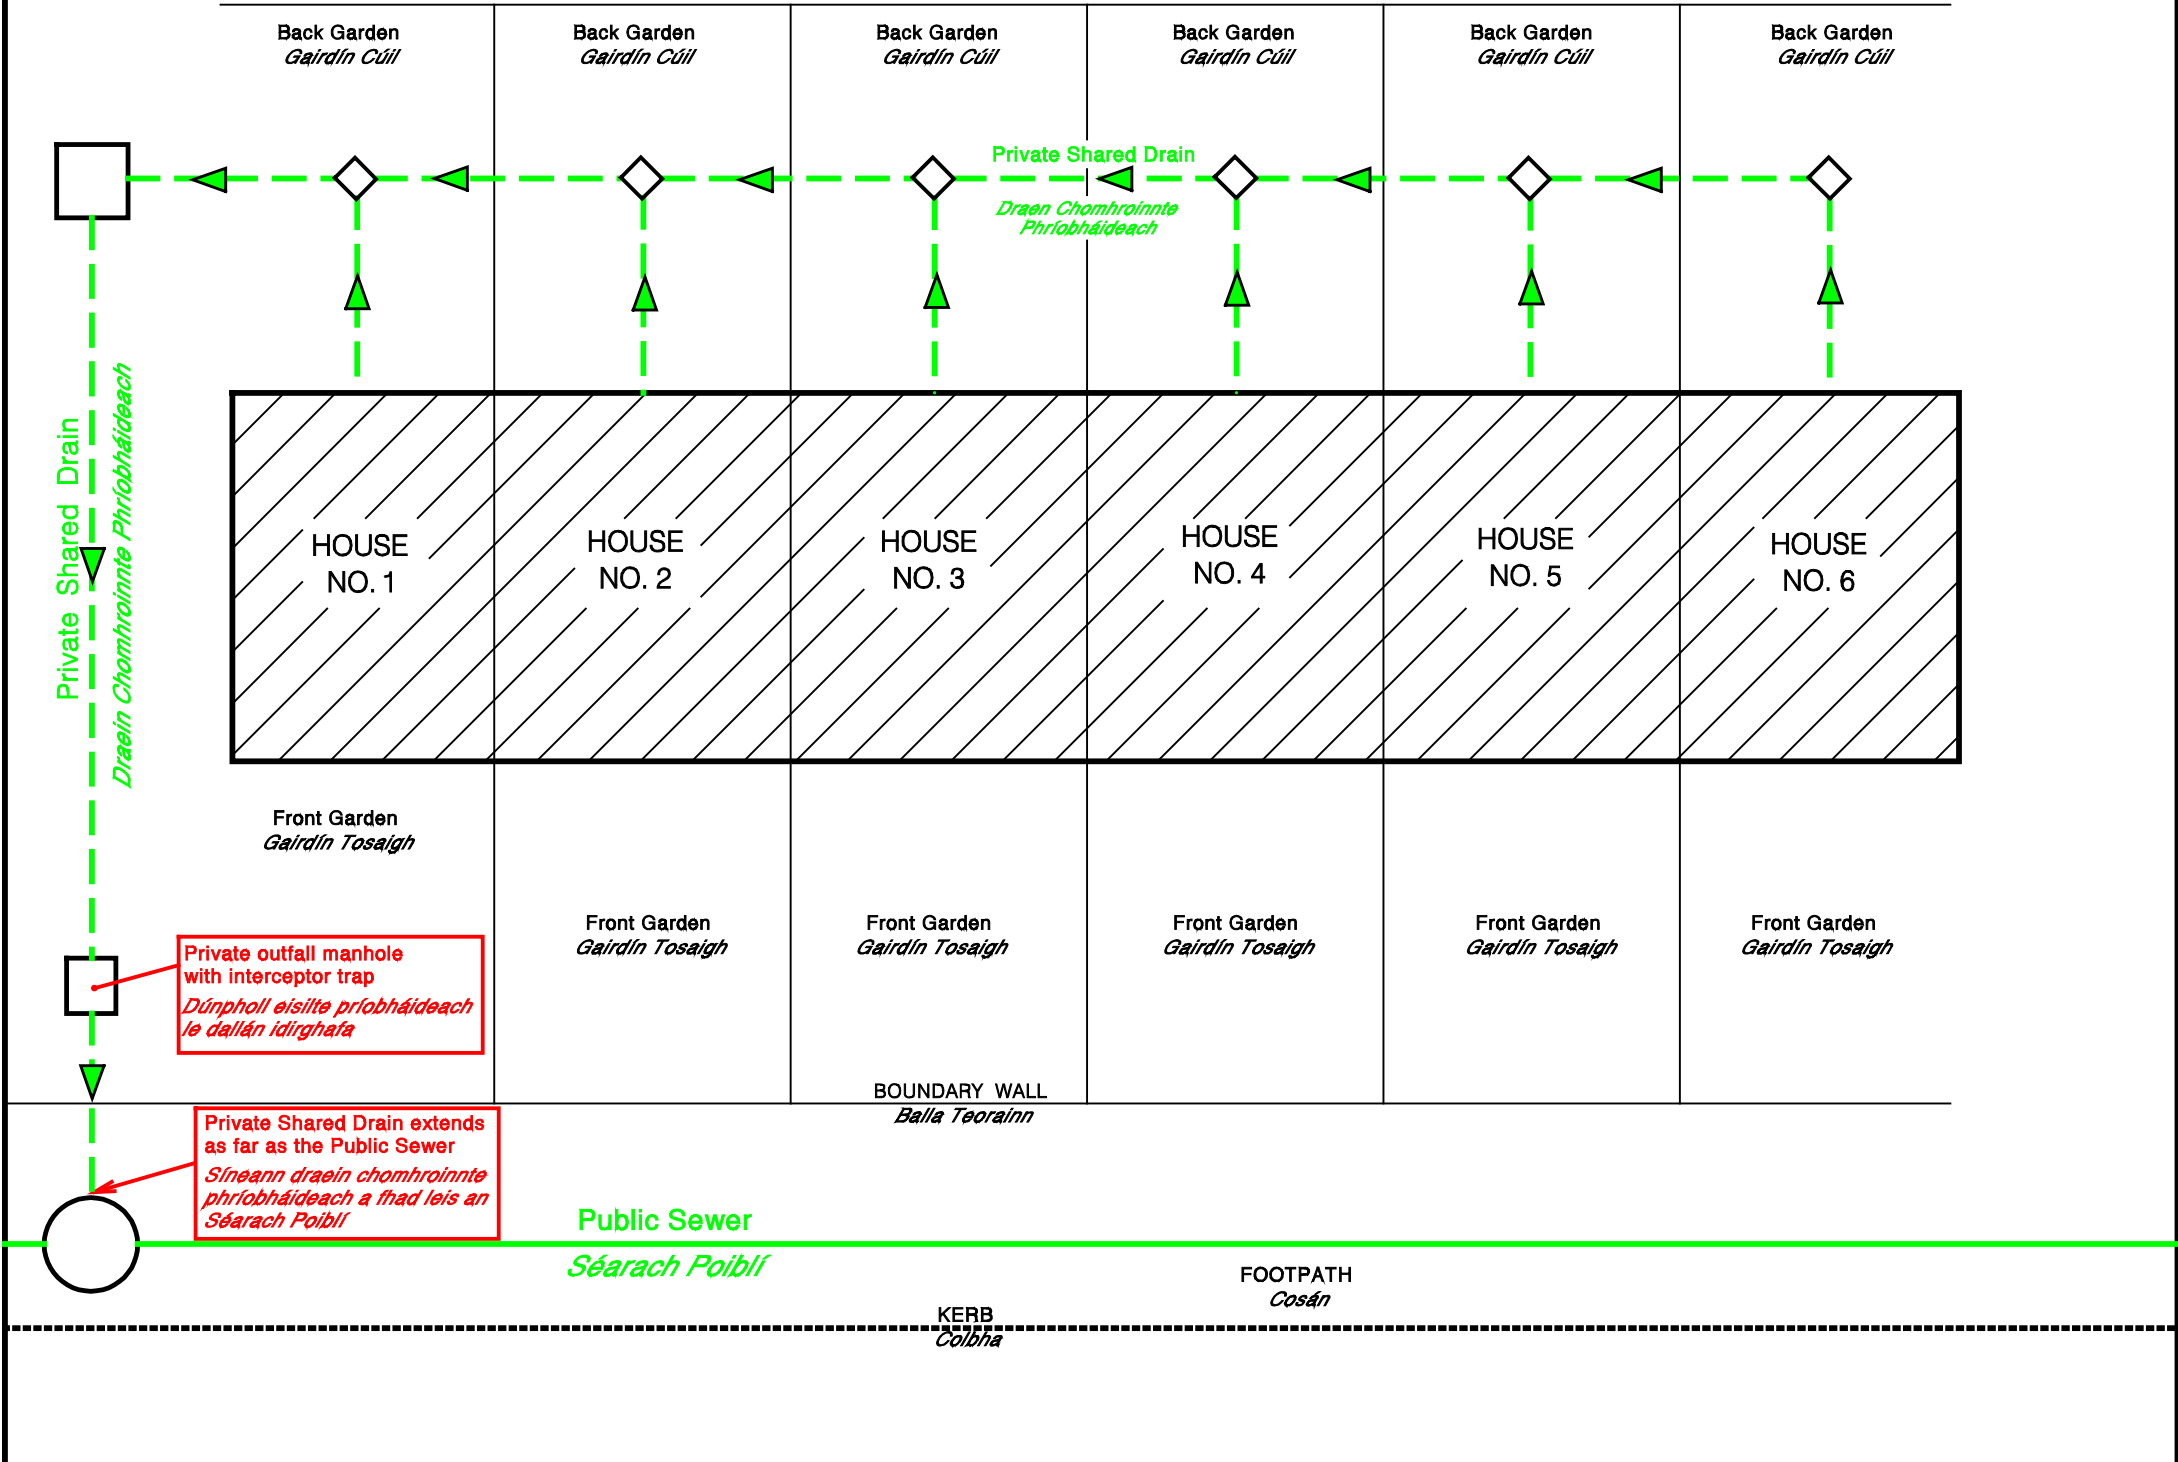 Back Garden
Gairdín Cúil
Back Garden
Gairdín Cúil
Back Garden
Gairdín Cúil
Back Garden
Gairdín Cúil
Back Garden
Gairdín Cúil
Back Garden
Gairdín Cúil
Private Shared Drain
Draen Chomhroinnte
Phríobháideach
Private Shared Drain
Draein Chomhroinnte Phríobháideach
HOUSE
NO. 1
HOUSE
NO. 2
HOUSE
NO. 3
HOUSE
NO. 4
HOUSE
NO. 5
HOUSE
NO. 6
Front Garden
Gairdín Tosaigh
Front Garden
Gairdín Tosaigh
Front Garden
Gairdín Tosaigh
Front Garden
Gairdín Tosaigh
Front Garden
Gairdín Tosaigh
Front Garden
Gairdín Tosaigh
Private outfall manhole
with interceptor trap
Dúnpholl eisilte príobháideach
le dallán idirghafa
BOUNDARY WALL
Balla Teorainn
Private Shared Drain extends
as far as the Public Sewer
Síneann draein chomhroinnte
phríobháideach a fhad leis an
Séarach Poiblí
Public Sewer
Séarach Poiblí
FOOTPATH
Cosán
KERB
Colbha